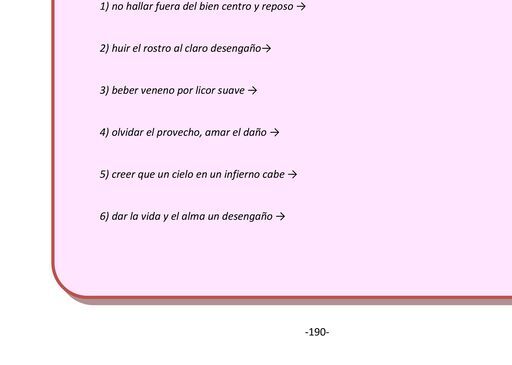 1) no hallar fuera del bien centro y reposo →
2) huir el rostro al claro desengaño→
3) beber veneno por licor suave →
4) olvidar el provecho, amar el daño →
5) creer que un cielo en un infierno cabe →
6) dar la vida y el alma un desengaño →
-190-